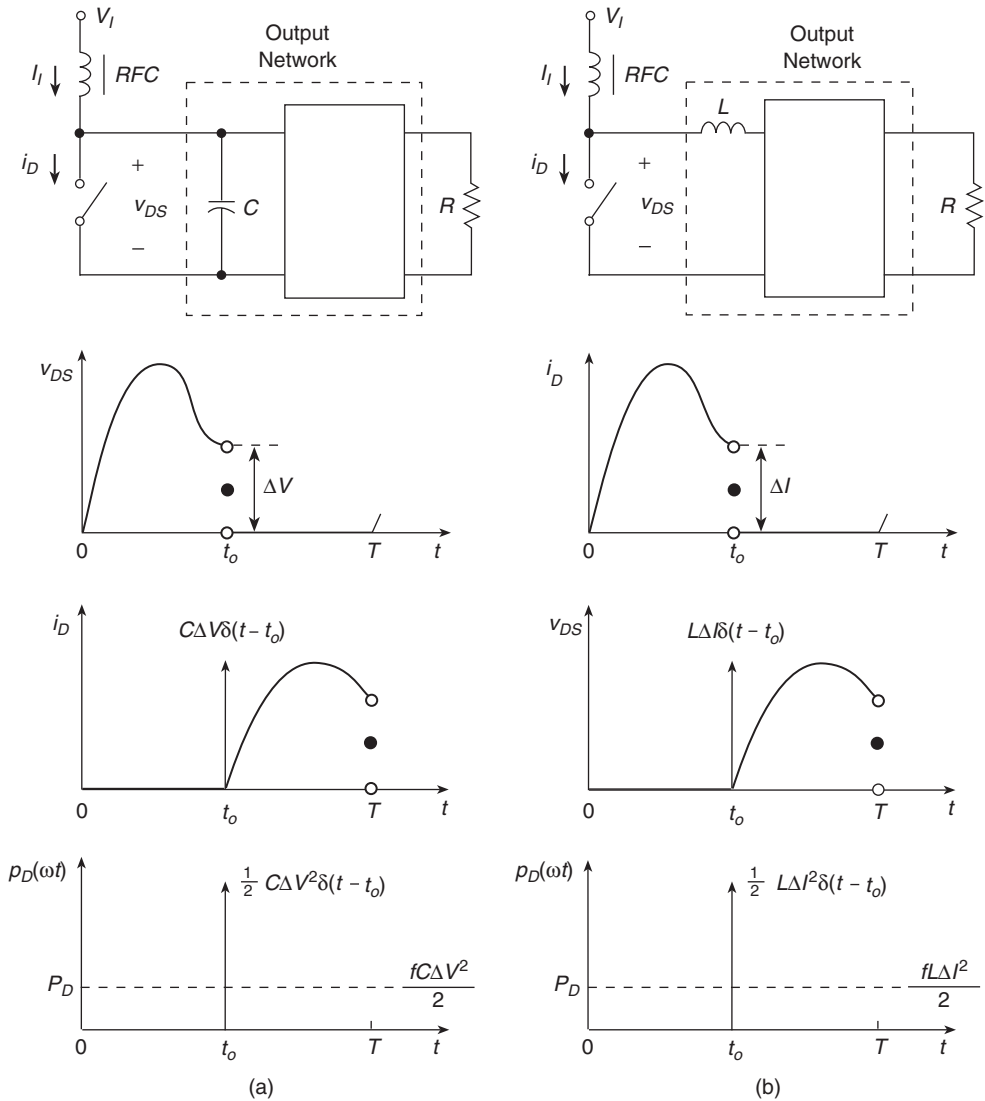 V_I
I_I
RFC
Output
Network
i_D
+
v_DS
−
C
R
V_I
I_I
RFC
Output
Network
L
i_D
+
v_DS
−
R
v_DS
ΔV
0
t_o
T
t
i_D
ΔI
0
t_o
T
t
i_D
CΔVδ(t − t_o)
0
t_o
T
t
v_DS
LΔIδ(t − t_o)
0
t_o
T
t
p_D(ωt)
1/2 CΔV²δ(t − t_o)
P_D
fCΔV²/2
0
t_o
T
t
(a)
p_D(ωt)
1/2 LΔI²δ(t − t_o)
P_D
fLΔI²/2
0
t_o
T
t
(b)